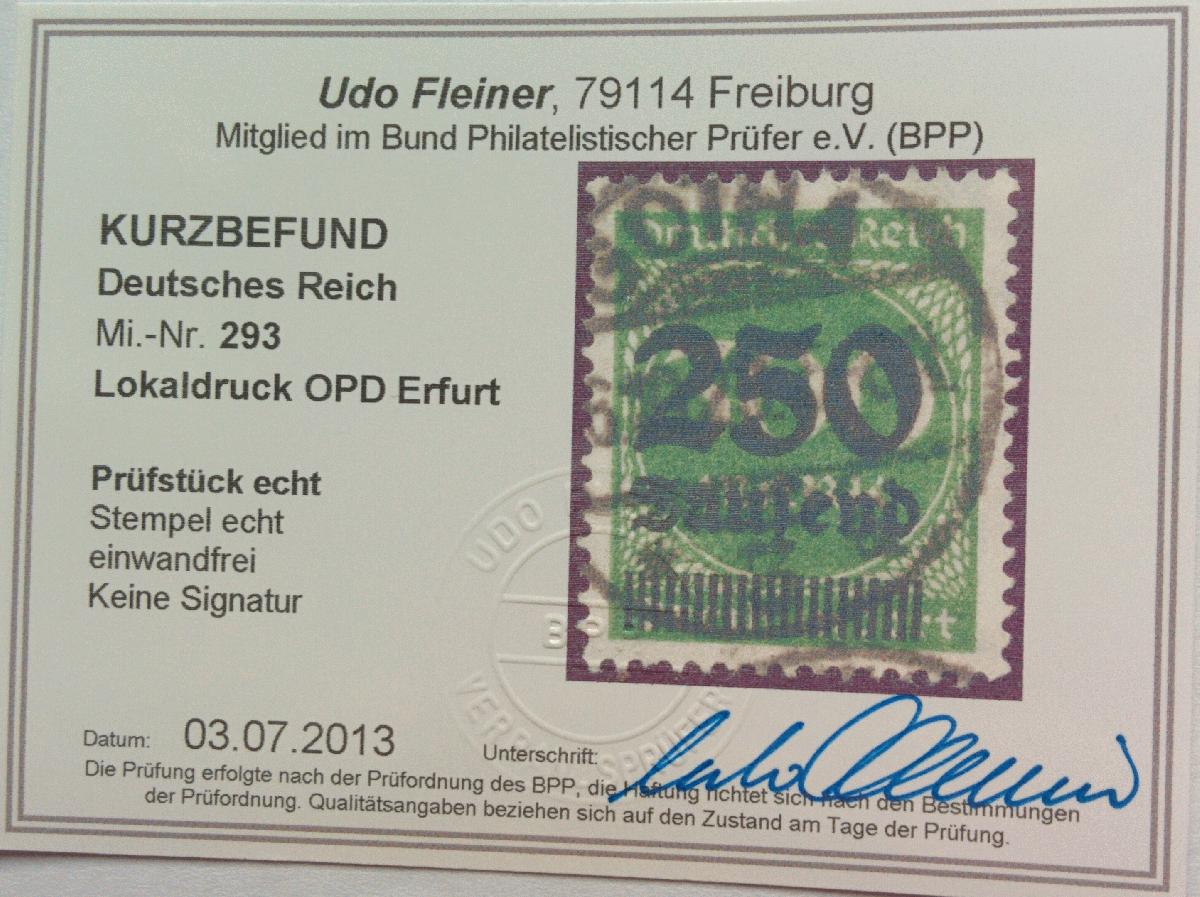 Udo Fleiner, 79114 Freiburg
Mitglied im Bund Philatelistischer Prüfer e.V. (BPP)
KURZBEFUND
Deutsches Reich
Mi.-Nr. 293
Lokaldruck OPD Erfurt
Prüfstück echt
Stempel echt
einwandfrei
Keine Signatur
Reich
250
Tausend
UDO
Datum: 03.07.2013
Unterschrift:
Die Prüfung erfolgte nach der Prüfordnung des BPP, die Haftung richtet sich nach den Bestimmungen
der Prüfordnung. Qualitätsangaben beziehen sich auf den Zustand am Tage der Prüfung.